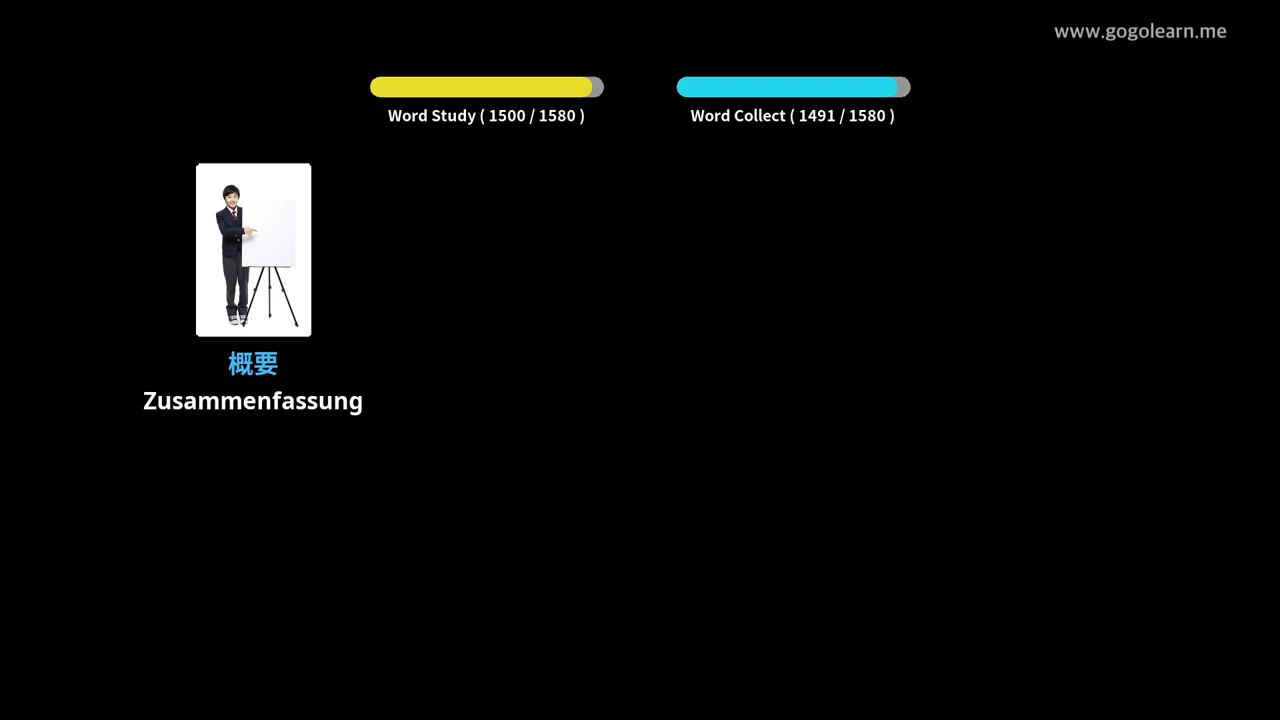 www.gogolearn.me
Word Study ( 1500 / 1580 )
Word Collect ( 1491 / 1580 )
概要
Zusammenfassung